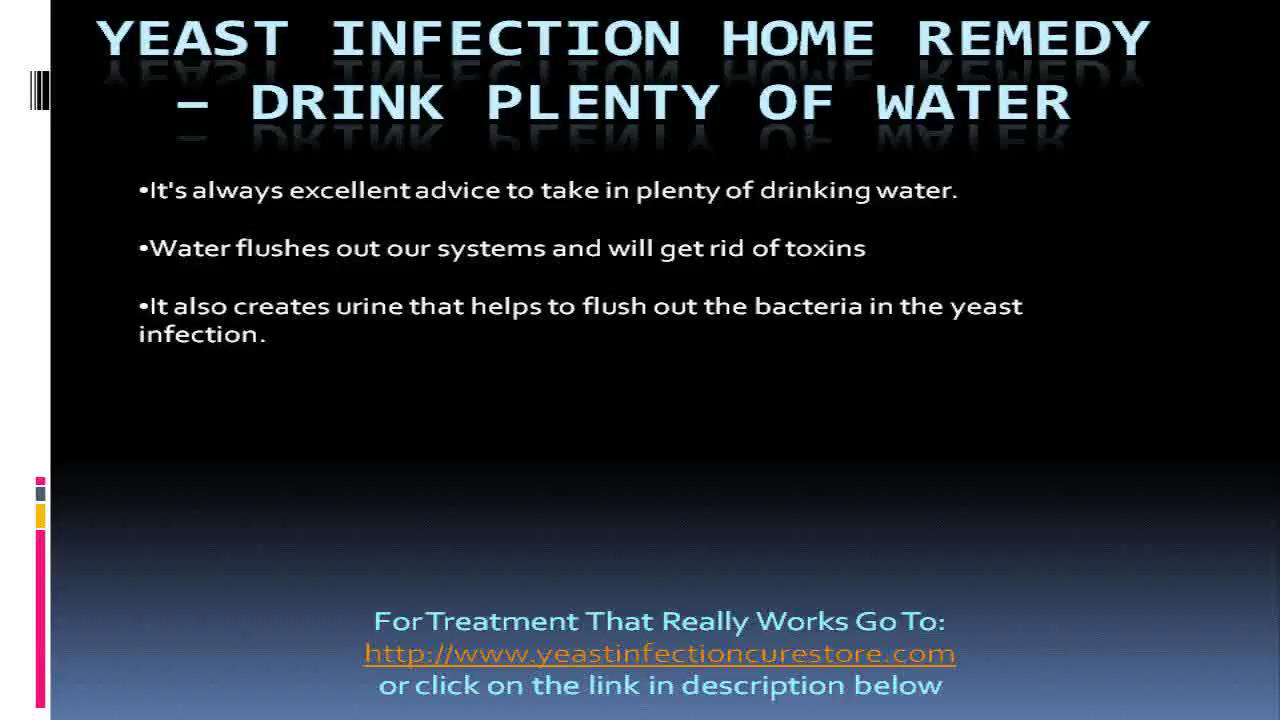 YEAST INFECTION HOME REMEDY
– DRINK PLENTY OF WATER
•It's always excellent advice to take in plenty of drinking water.
•Water flushes out our systems and will get rid of toxins
•It also creates urine that helps to flush out the bacteria in the yeast
infection.
For Treatment That Really Works Go To:
http://www.yeastinfectioncurestore.com
or click on the link in description below